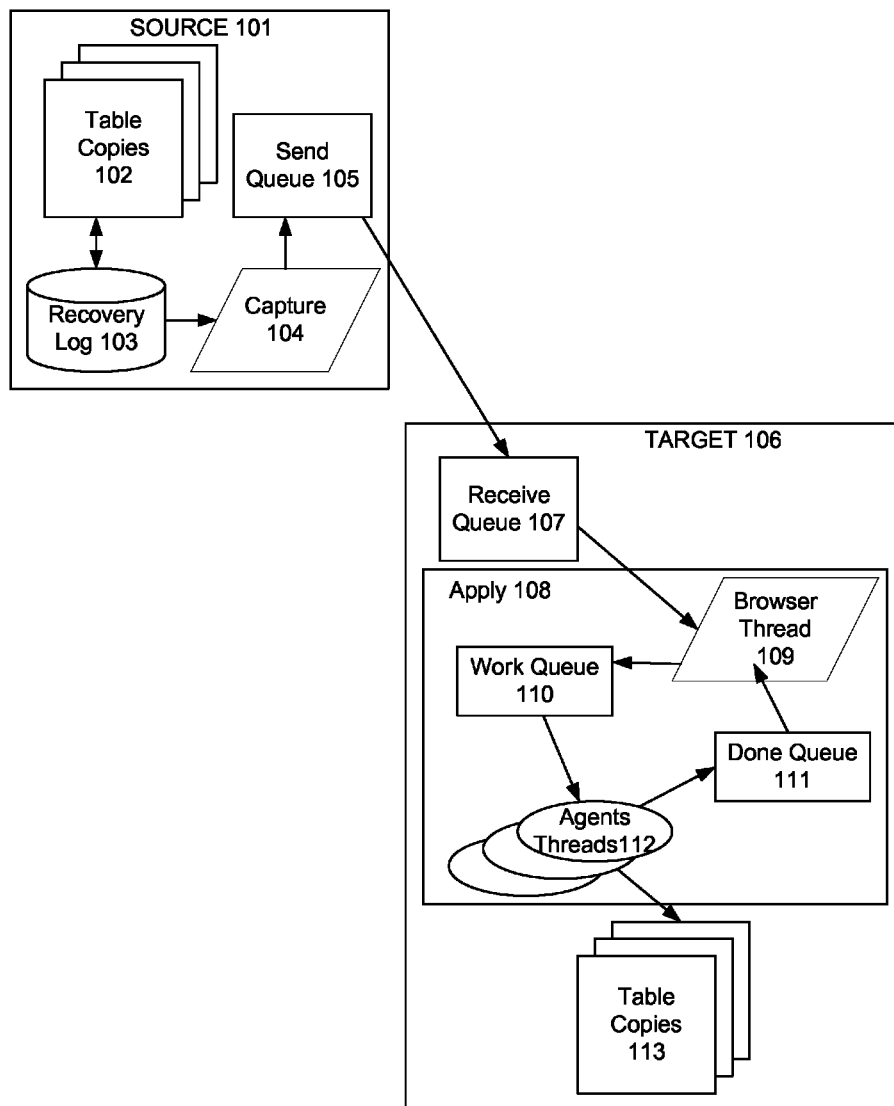 SOURCE 101
Table
Copies
102
Send
Queue 105
Recovery
Log 103
Capture
104
TARGET 106
Receive
Queue 107
Apply 108
Browser
Thread
109
Work Queue
110
Done Queue
111
Agents
Threads112
Table
Copies
113